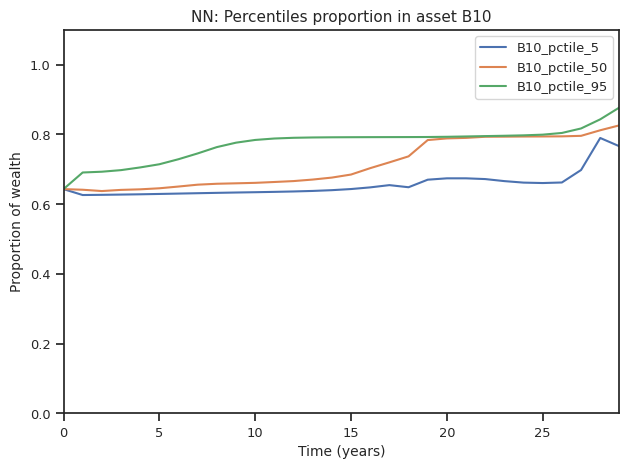 NN: Percentiles proportion in asset B10
B10_pctile_5
B10_pctile_50
B10_pctile_95
Proportion of wealth
1.0
0.8
0.6
0.4
0.2
0.0
0 5 10 15 20 25
Time (years)